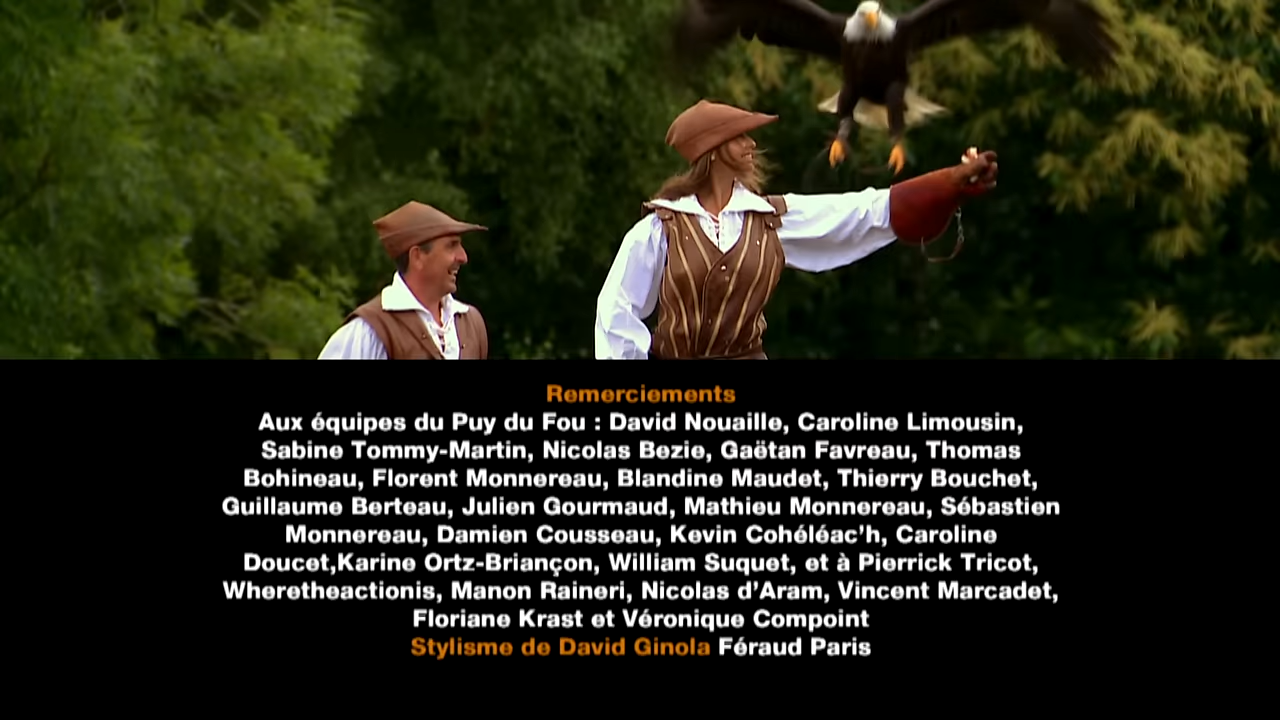 Remerciements
Aux équipes du Puy du Fou : David Nouaille, Caroline Limousin,
Sabine Tommy-Martin, Nicolas Bezie, Gaëtan Favreau, Thomas
Bohineau, Florent Monnereau, Blandine Maudet, Thierry Bouchet,
Guillaume Berteau, Julien Gourmaud, Mathieu Monnereau, Sébastien
Monnereau, Damien Cousseau, Kevin Cohéléac’h, Caroline
Doucet,Karine Ortz-Briançon, William Suquet, et à Pierrick Tricot,
Wheretheactionis, Manon Raineri, Nicolas d’Aram, Vincent Marcadet,
Floriane Krast et Véronique Compoint
Stylisme de David Ginola Féraud Paris